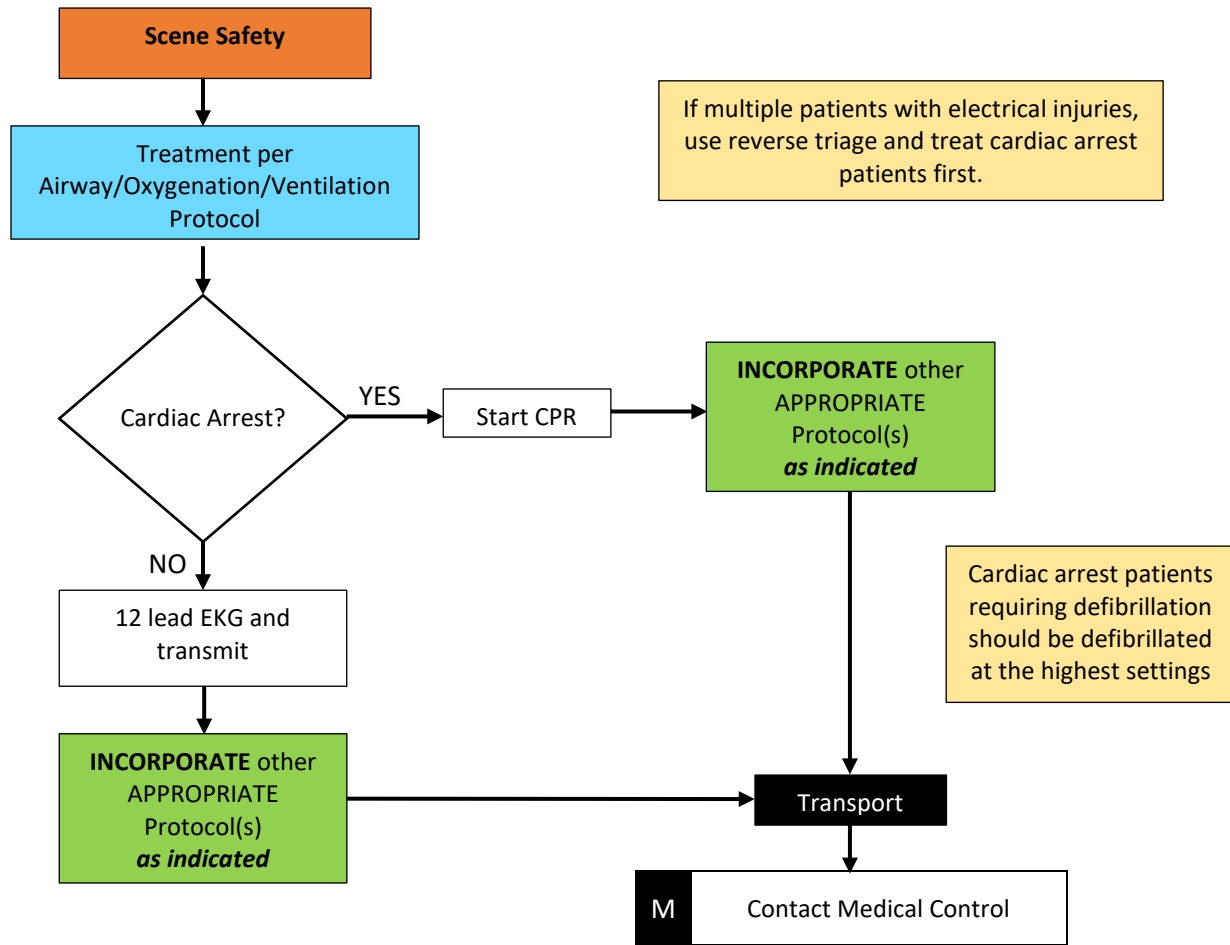 Scene Safety
If multiple patients with electrical injuries,
use reverse triage and treat cardiac arrest
patients first.
Treatment per
Airway/Oxygenation/Ventilation
Protocol
Cardiac Arrest?
YES
Start CPR
INCORPORATE other
APPROPRIATE
Protocol(s)
as indicated
NO
12 lead EKG and
transmit
Cardiac arrest patients
requiring defibrillation
should be defibrillated
at the highest settings
INCORPORATE other
APPROPRIATE
Protocol(s)
as indicated
Transport
M Contact Medical Control